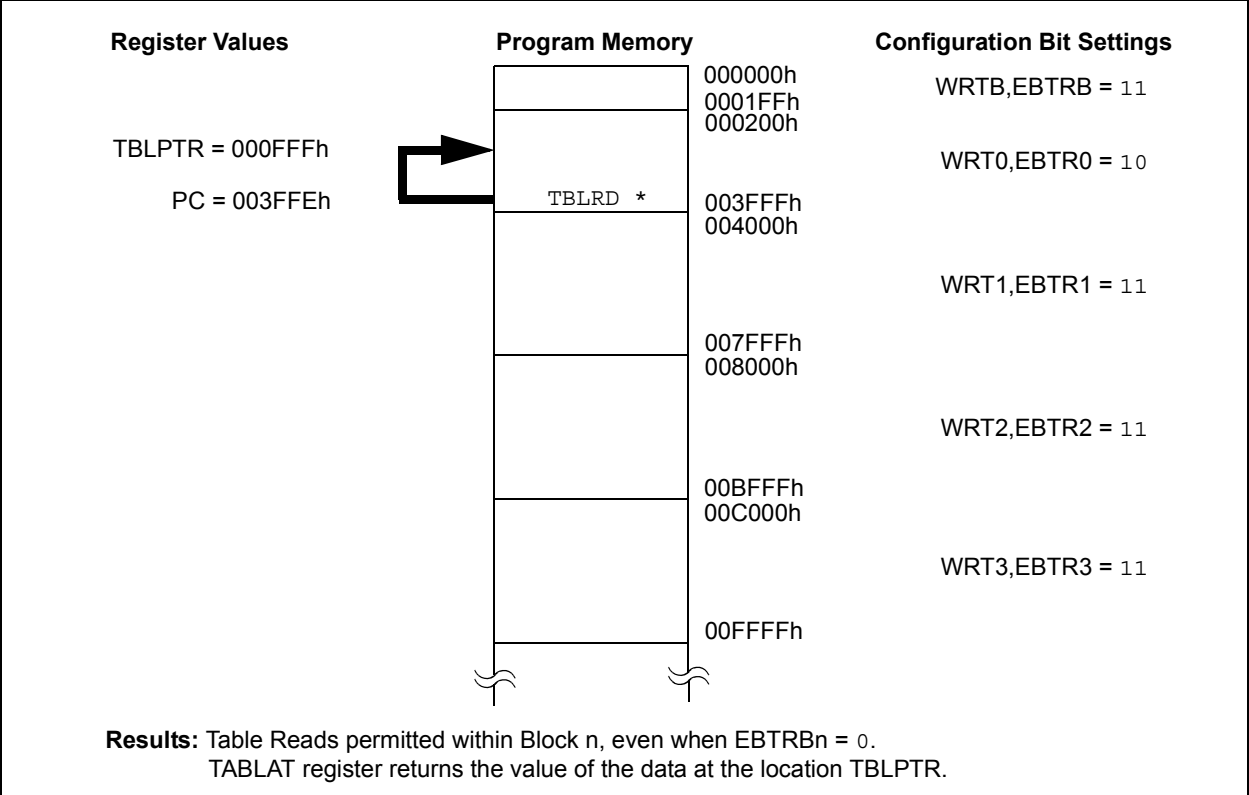 Register Values Program Memory Configuration Bit Settings
000000h
WRTB,EBTRB = 11
0001FFh
000200h
TBLPTR = 000FFFh
WRT0,EBTR0 = 10
PC = 003FFEh TBLRD * 003FFFh
004000h
WRT1,EBTR1 = 11
007FFFh
008000h
WRT2,EBTR2 = 11
00BFFFh
00C000h
WRT3,EBTR3 = 11
00FFFFh
Results: Table Reads permitted within Block n, even when EBTRBn = 0.
TABLAT register returns the value of the data at the location TBLPTR.